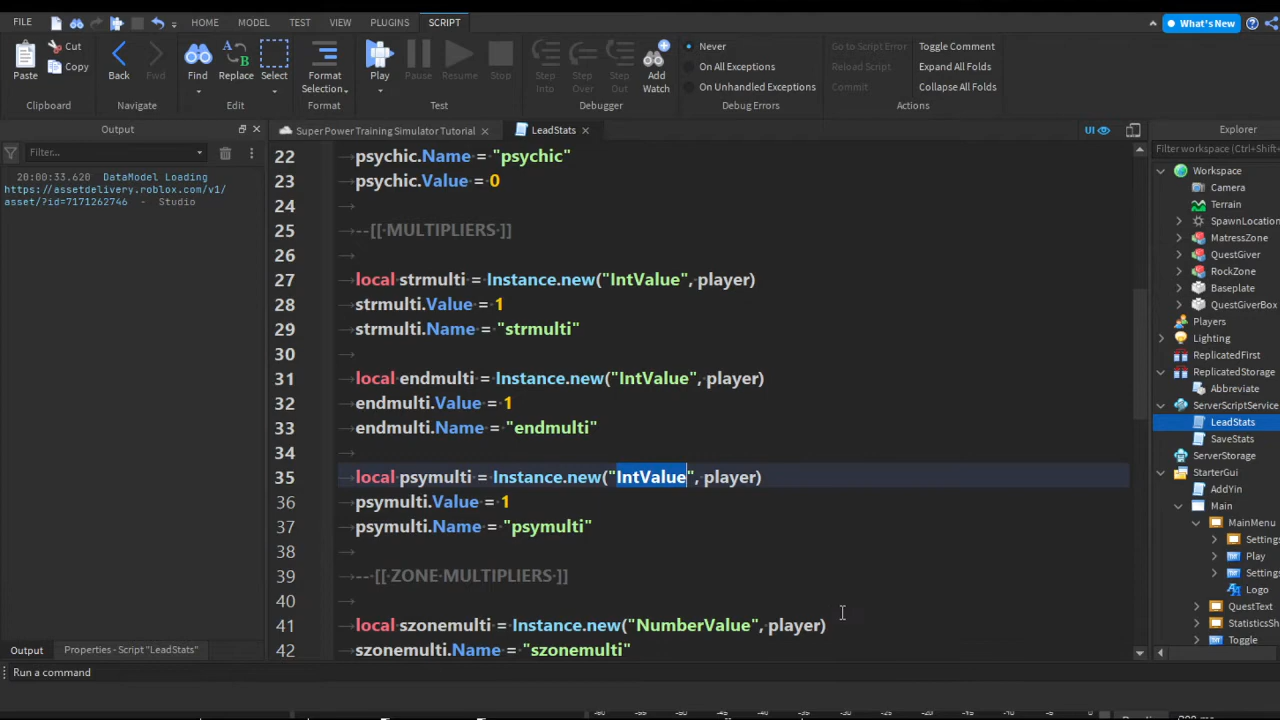 FILE HOME MODEL TEST VIEW PLUGINS SCRIPT What's New
Paste Cut Copy Back Fwd Find Replace Select Format Selection Play Pause Resume Stop Step Into Step Over Step Out Add Watch Never On All Exceptions On Unhandled Exceptions Go to Script Error Reload Script Commit Toggle Comment Expand All Folds Collapse All Folds
Clipboard Navigate Edit Format Test Debugger Debug Errors Actions
Output Super Power Training Simulator Tutorial LeadStats UI Explorer
Filter...
20:00:33.620 DataModel Loading
https://assetdelivery.roblox.com/v1/
asset/?id=7171262746 - Studio
22 psychic.Name = "psychic"
23 psychic.Value = 0
24
25 --[[ MULTIPLIERS ]]
26
27 local strmulti = Instance.new("IntValue", player)
28 strmulti.Value = 1
29 strmulti.Name = "strmulti"
30
31 local endmulti = Instance.new("IntValue", player)
32 endmulti.Value = 1
33 endmulti.Name = "endmulti"
34
35 local psymulti = Instance.new("IntValue", player)
36 psymulti.Value = 1
37 psymulti.Name = "psymulti"
38
39 -- [[ ZONE MULTIPLIERS ]]
40
41 local szonemulti = Instance.new("NumberValue", player)
42 szonemulti.Name = "szonemulti"
Filter workspace (Ctrl+Shift+
Workspace
Camera
Terrain
SpawnLocation
MatressZone
QuestGiver
RockZone
Baseplate
QuestGiverBox
Players
Lighting
ReplicatedFirst
ReplicatedStorage
Abbreviate
ServerScriptService
LeadStats
SaveStats
ServerStorage
StarterGui
AddYin
Main
MainMenu
Settings
Play
Settings
Logo
QuestText
StatisticsSh
Toggle
Output Properties - Script "LeadStats"
Run a command